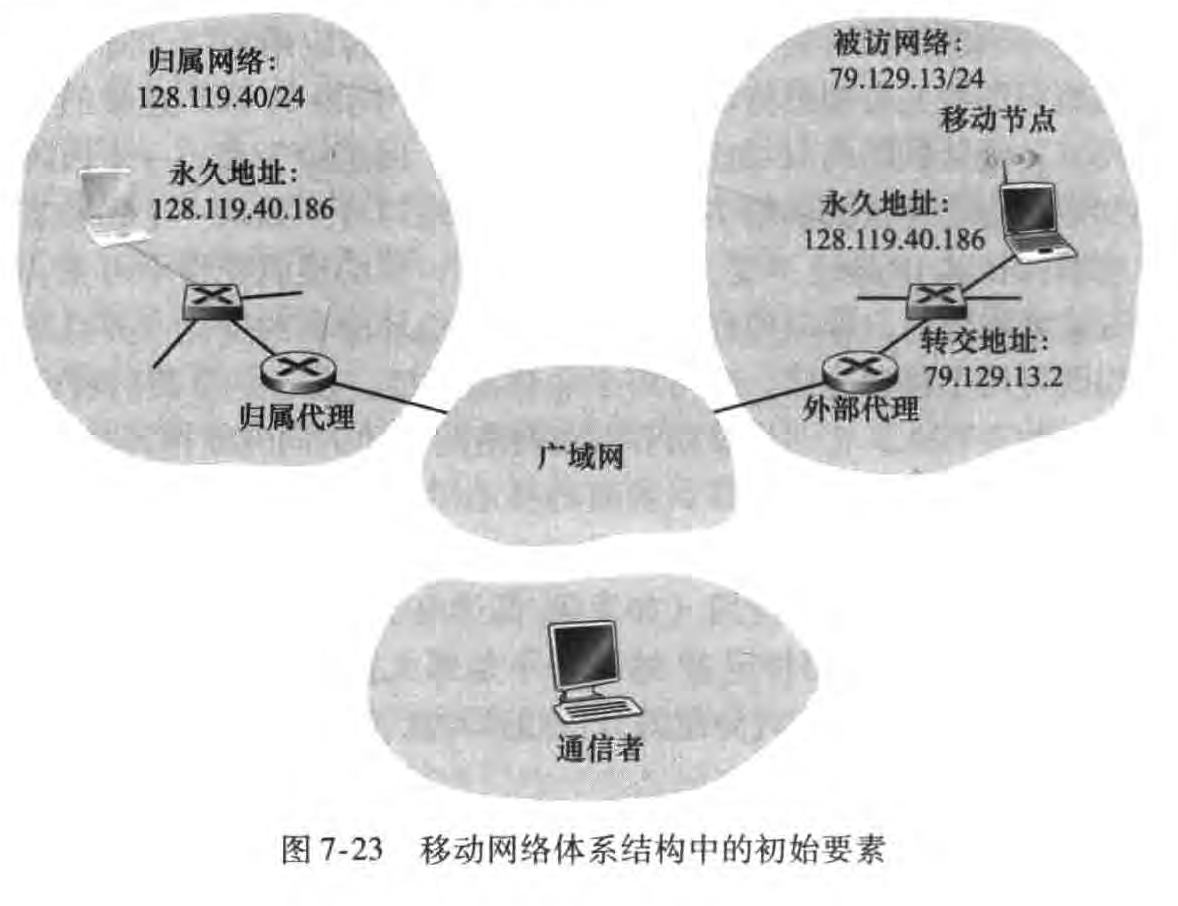 归属网络：
128.119.40/24
永久地址：
128.119.40.186
归属代理
被访网络：
79.129.13/24
移动节点
永久地址：
128.119.40.186
转交地址：
79.129.13.2
外部代理
广域网
通信者
图 7-23 移动网络体系结构中的初始要素